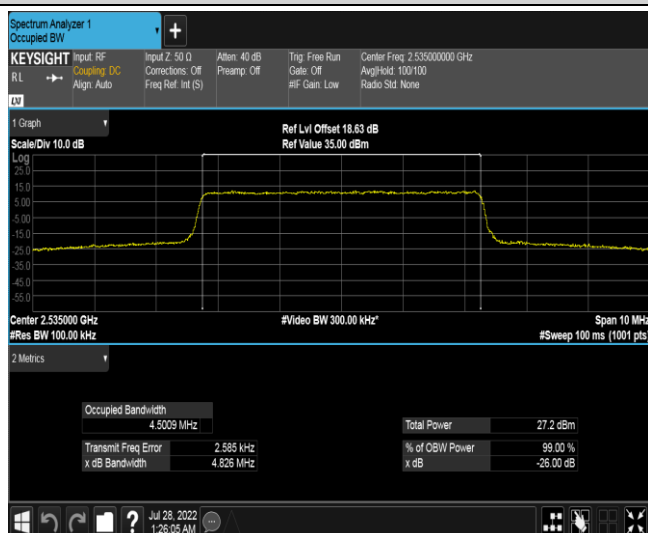 Spectrum Analyzer 1
Occupied BW
+
KEYSIGHT Input: RF Input Z: 50 Ω Atten: 40 dB Trig: Free Run Center Freq: 2.535000000 GHz
RL Coupling: DC Corrections: Off Preamp: Off Gate: Off Avg|Hold: 100/100
Align: Auto Freq Ref: Int (S) #IF Gain: Low Radio Std: None
LXI
1 Graph
Ref Lvl Offset 18.63 dB
Scale/Div 10.0 dB Ref Value 35.00 dBm
Log
25.0
15.0
5.00
-5.00
-15.0
-25.0
-35.0
-45.0
-55.0
Center 2.535000 GHz #Video BW 300.00 kHz* Span 10 MHz
#Res BW 100.00 kHz #Sweep 100 ms (1001 pts)
2 Metrics
Occupied Bandwidth
4.5009 MHz Total Power 27.2 dBm
Transmit Freq Error 2.585 kHz % of OBW Power 99.00 %
x dB Bandwidth 4.826 MHz x dB -26.00 dB
? Jul 28, 2022
1:26:05 AM